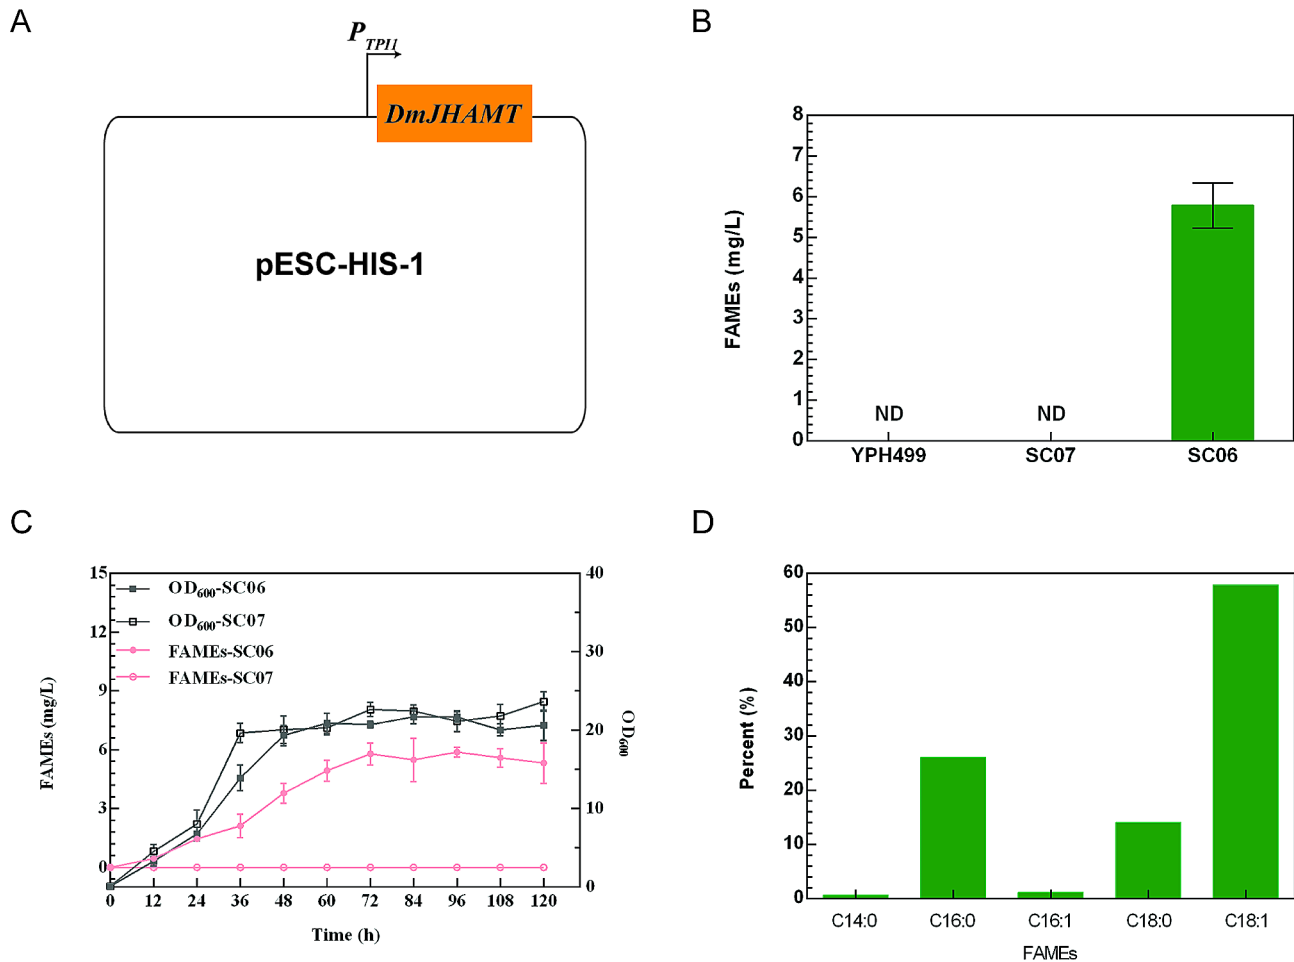 A
P TPI1
DmJHAMT
pESC-HIS-1
B
FAMEs (mg/L)
8
7
6
5
4
3
2
1
0
ND
ND
YPH499
SC07
SC06
C
FAMEs (mg/L)
15
12
9
6
3
0
OD600-SC06
OD600-SC07
FAMEs-SC06
FAMEs-SC07
40
30
20
10
0
OD600
0 12 24 36 48 60 72 84 96 108 120
Time (h)
D
Percent (%)
60
50
40
30
20
10
0
C14:0 C16:0 C16:1 C18:0 C18:1
FAMEs